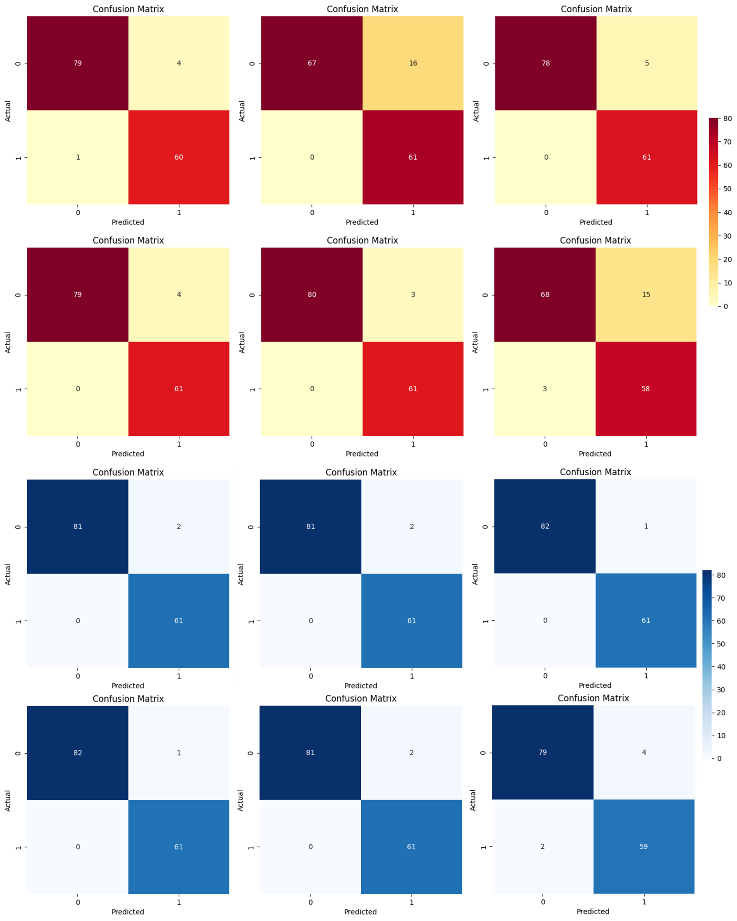 Confusion Matrix Confusion Matrix Confusion Matrix
0 79 4 0 67 16 0 78 5
Actual Actual Actual
1 1 60 1 0 61 1 0 61
0 1 0 1 0 1
Predicted Predicted Predicted
80
70
60
50
40
30
20
10
0
Confusion Matrix Confusion Matrix Confusion Matrix
0 79 4 0 80 3 0 68 15
Actual Actual Actual
1 0 61 1 0 61 1 3 58
0 1 0 1 0 1
Predicted Predicted Predicted
Confusion Matrix Confusion Matrix Confusion Matrix
0 81 2 0 81 2 0 82 1
Actual Actual Actual
1 0 61 1 0 61 1 0 61
0 1 0 1 0 1
Predicted Predicted Predicted
80
70
60
50
40
30
20
10
0
Confusion Matrix Confusion Matrix Confusion Matrix
0 82 1 0 81 2 0 79 4
Actual Actual Actual
1 0 61 1 0 61 1 2 59
0 1 0 1 0 1
Predicted Predicted Predicted